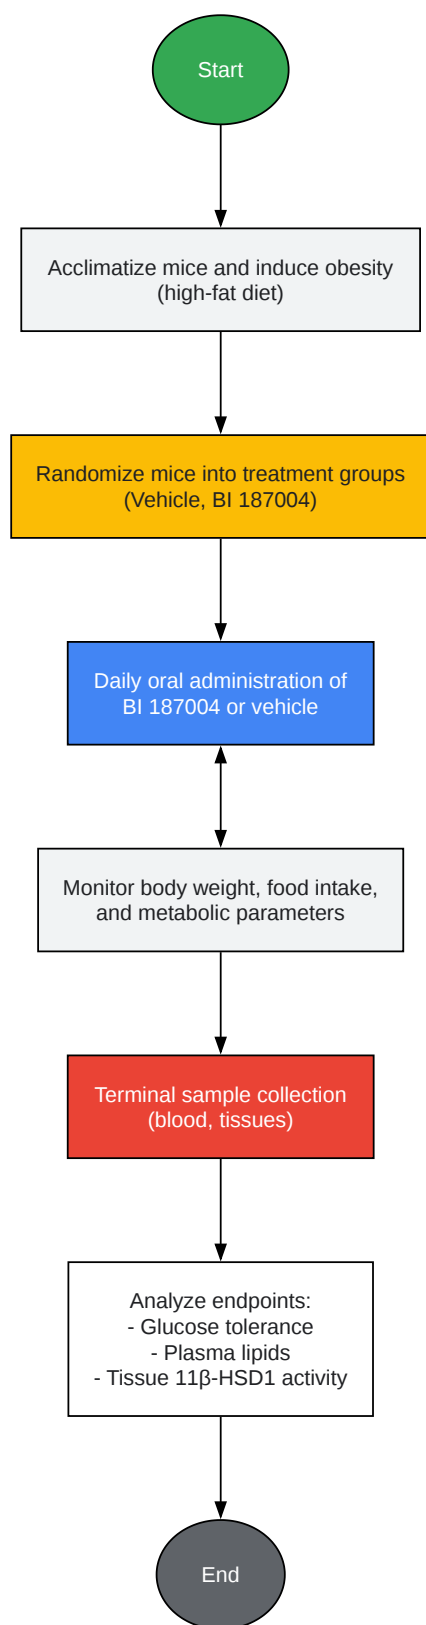 Start
Acclimatize mice and induce obesity
(high-fat diet)
Randomize mice into treatment groups
(Vehicle, BI 187004)
Daily oral administration of
BI 187004 or vehicle
Monitor body weight, food intake,
and metabolic parameters
Terminal sample collection
(blood, tissues)
Analyze endpoints:
- Glucose tolerance
- Plasma lipids
- Tissue 11β-HSD1 activity
End